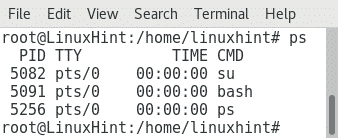 File Edit View Search Terminal Help
root@LinuxHint:/home/linuxhint# ps
  PID TTY          TIME CMD
 5082 pts/0    00:00:00 su
 5091 pts/0    00:00:00 bash
 5256 pts/0    00:00:00 ps
root@LinuxHint:/home/linuxhint#